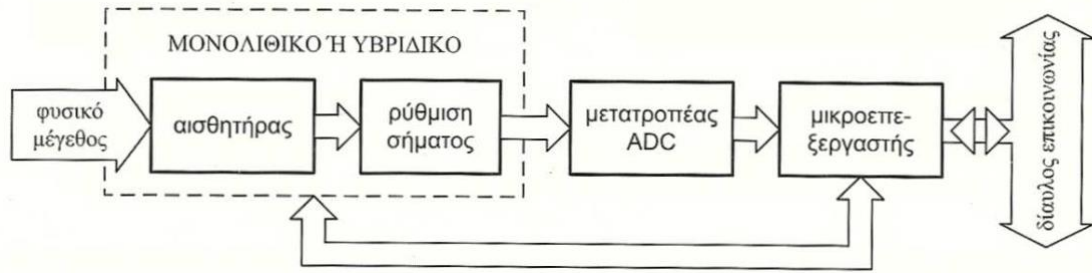 ΜΟΝΟΛΙΘΙΚΟ Ή ΥΒΡΙΔΙΚΟ
φυσικό
μέγεθος
αισθητήρας
ρύθμιση
σήματος
μετατροπέας
ADC
μικροεπε-
ξεργαστής
δίαυλος επικοινωνίας